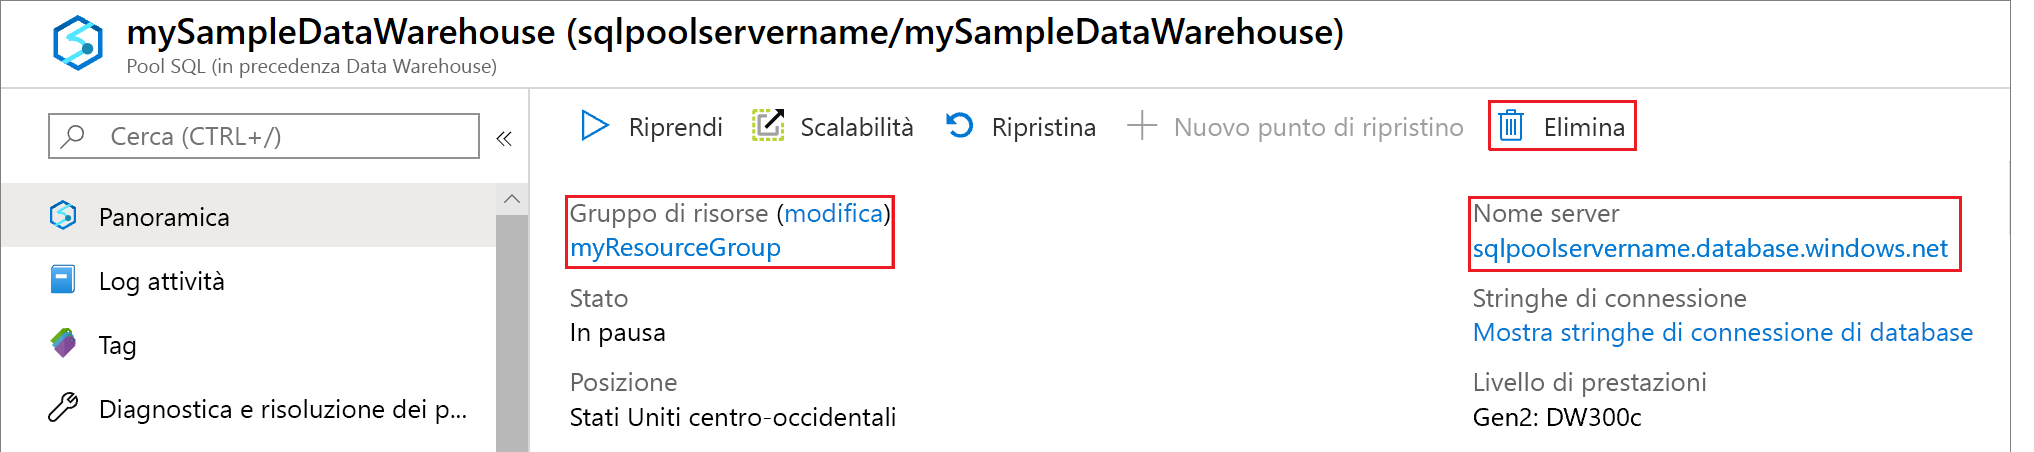 mySampleDataWarehouse (sqlpoolservername/mySampleDataWarehouse)
Pool SQL (in precedenza Data Warehouse)
Cerca (CTRL+/)
«
Riprendi
Scalabilità
Ripristina
Nuovo punto di ripristino
Elimina
Panoramica
Log attività
Tag
Diagnostica e risoluzione dei p...
Gruppo di risorse (modifica)
myResourceGroup
Stato
In pausa
Posizione
Stati Uniti centro-occidentali
Nome server
sqlpoolservername.database.windows.net
Stringhe di connessione
Mostra stringhe di connessione di database
Livello di prestazioni
Gen2: DW300c